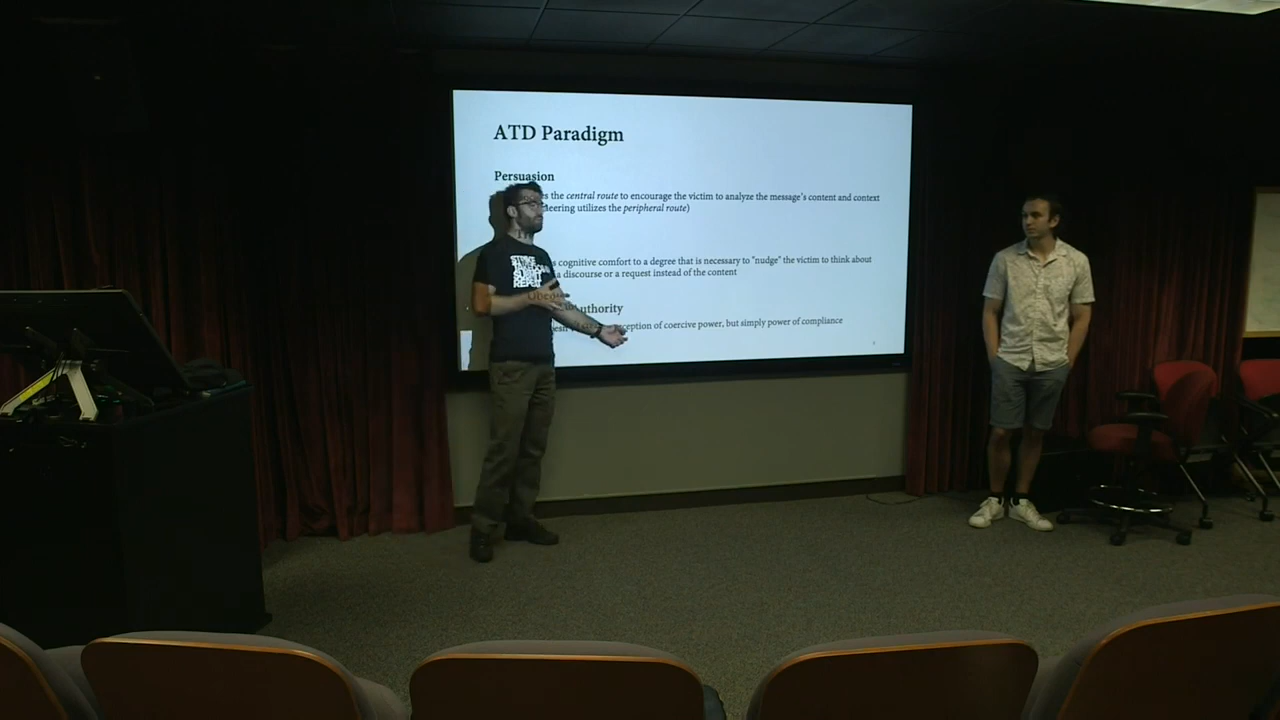 ATD Paradigm
Persuasion
the central route to encourage the victim to analyze the message's content and context
utilizes the peripheral route)
cognitive comfort to a degree that is necessary to "nudge" the victim to think about
a discourse or a request instead of the content
Authority
of coercive power, but simply power of compliance
REPEAT